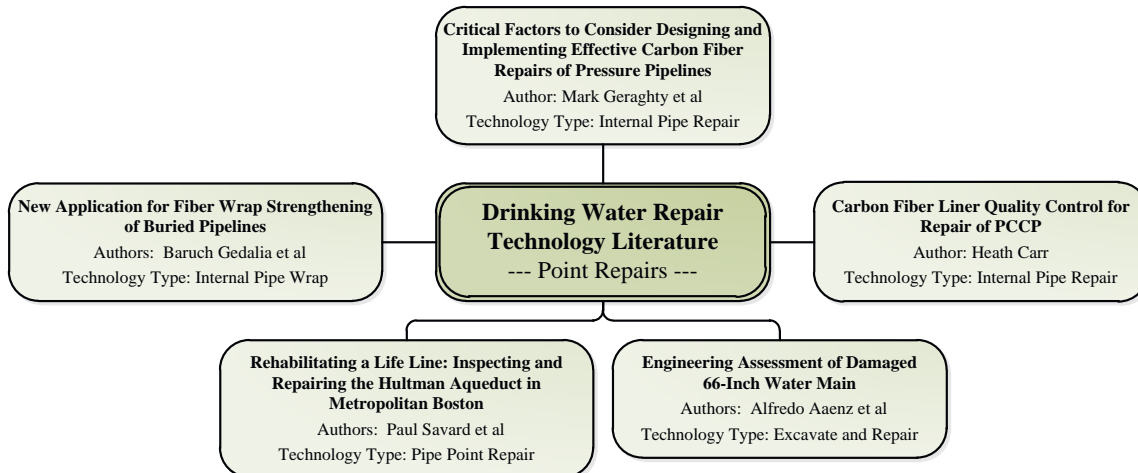 Critical Factors to Consider Designing and
Implementing Effective Carbon Fiber
Repairs of Pressure Pipelines
Author: Mark Geraghty et al
Technology Type: Internal Pipe Repair
New Application for Fiber Wrap Strengthening
of Buried Pipelines
Authors:  Baruch Gedalia et al
Technology Type: Internal Pipe Wrap
Drinking Water Repair
Technology Literature
--- Point Repairs ---
Carbon Fiber Liner Quality Control for
Repair of PCCP
Author: Heath Carr
Technology Type: Internal Pipe Repair
Rehabilitating a Life Line: Inspecting and
Repairing the Hultman Aqueduct in
Metropolitan Boston
Authors:  Paul Savard et al
Technology Type: Pipe Point Repair
Engineering Assessment of Damaged
66-Inch Water Main
Authors:  Alfredo Aaenz et al
Technology Type: Excavate and Repair